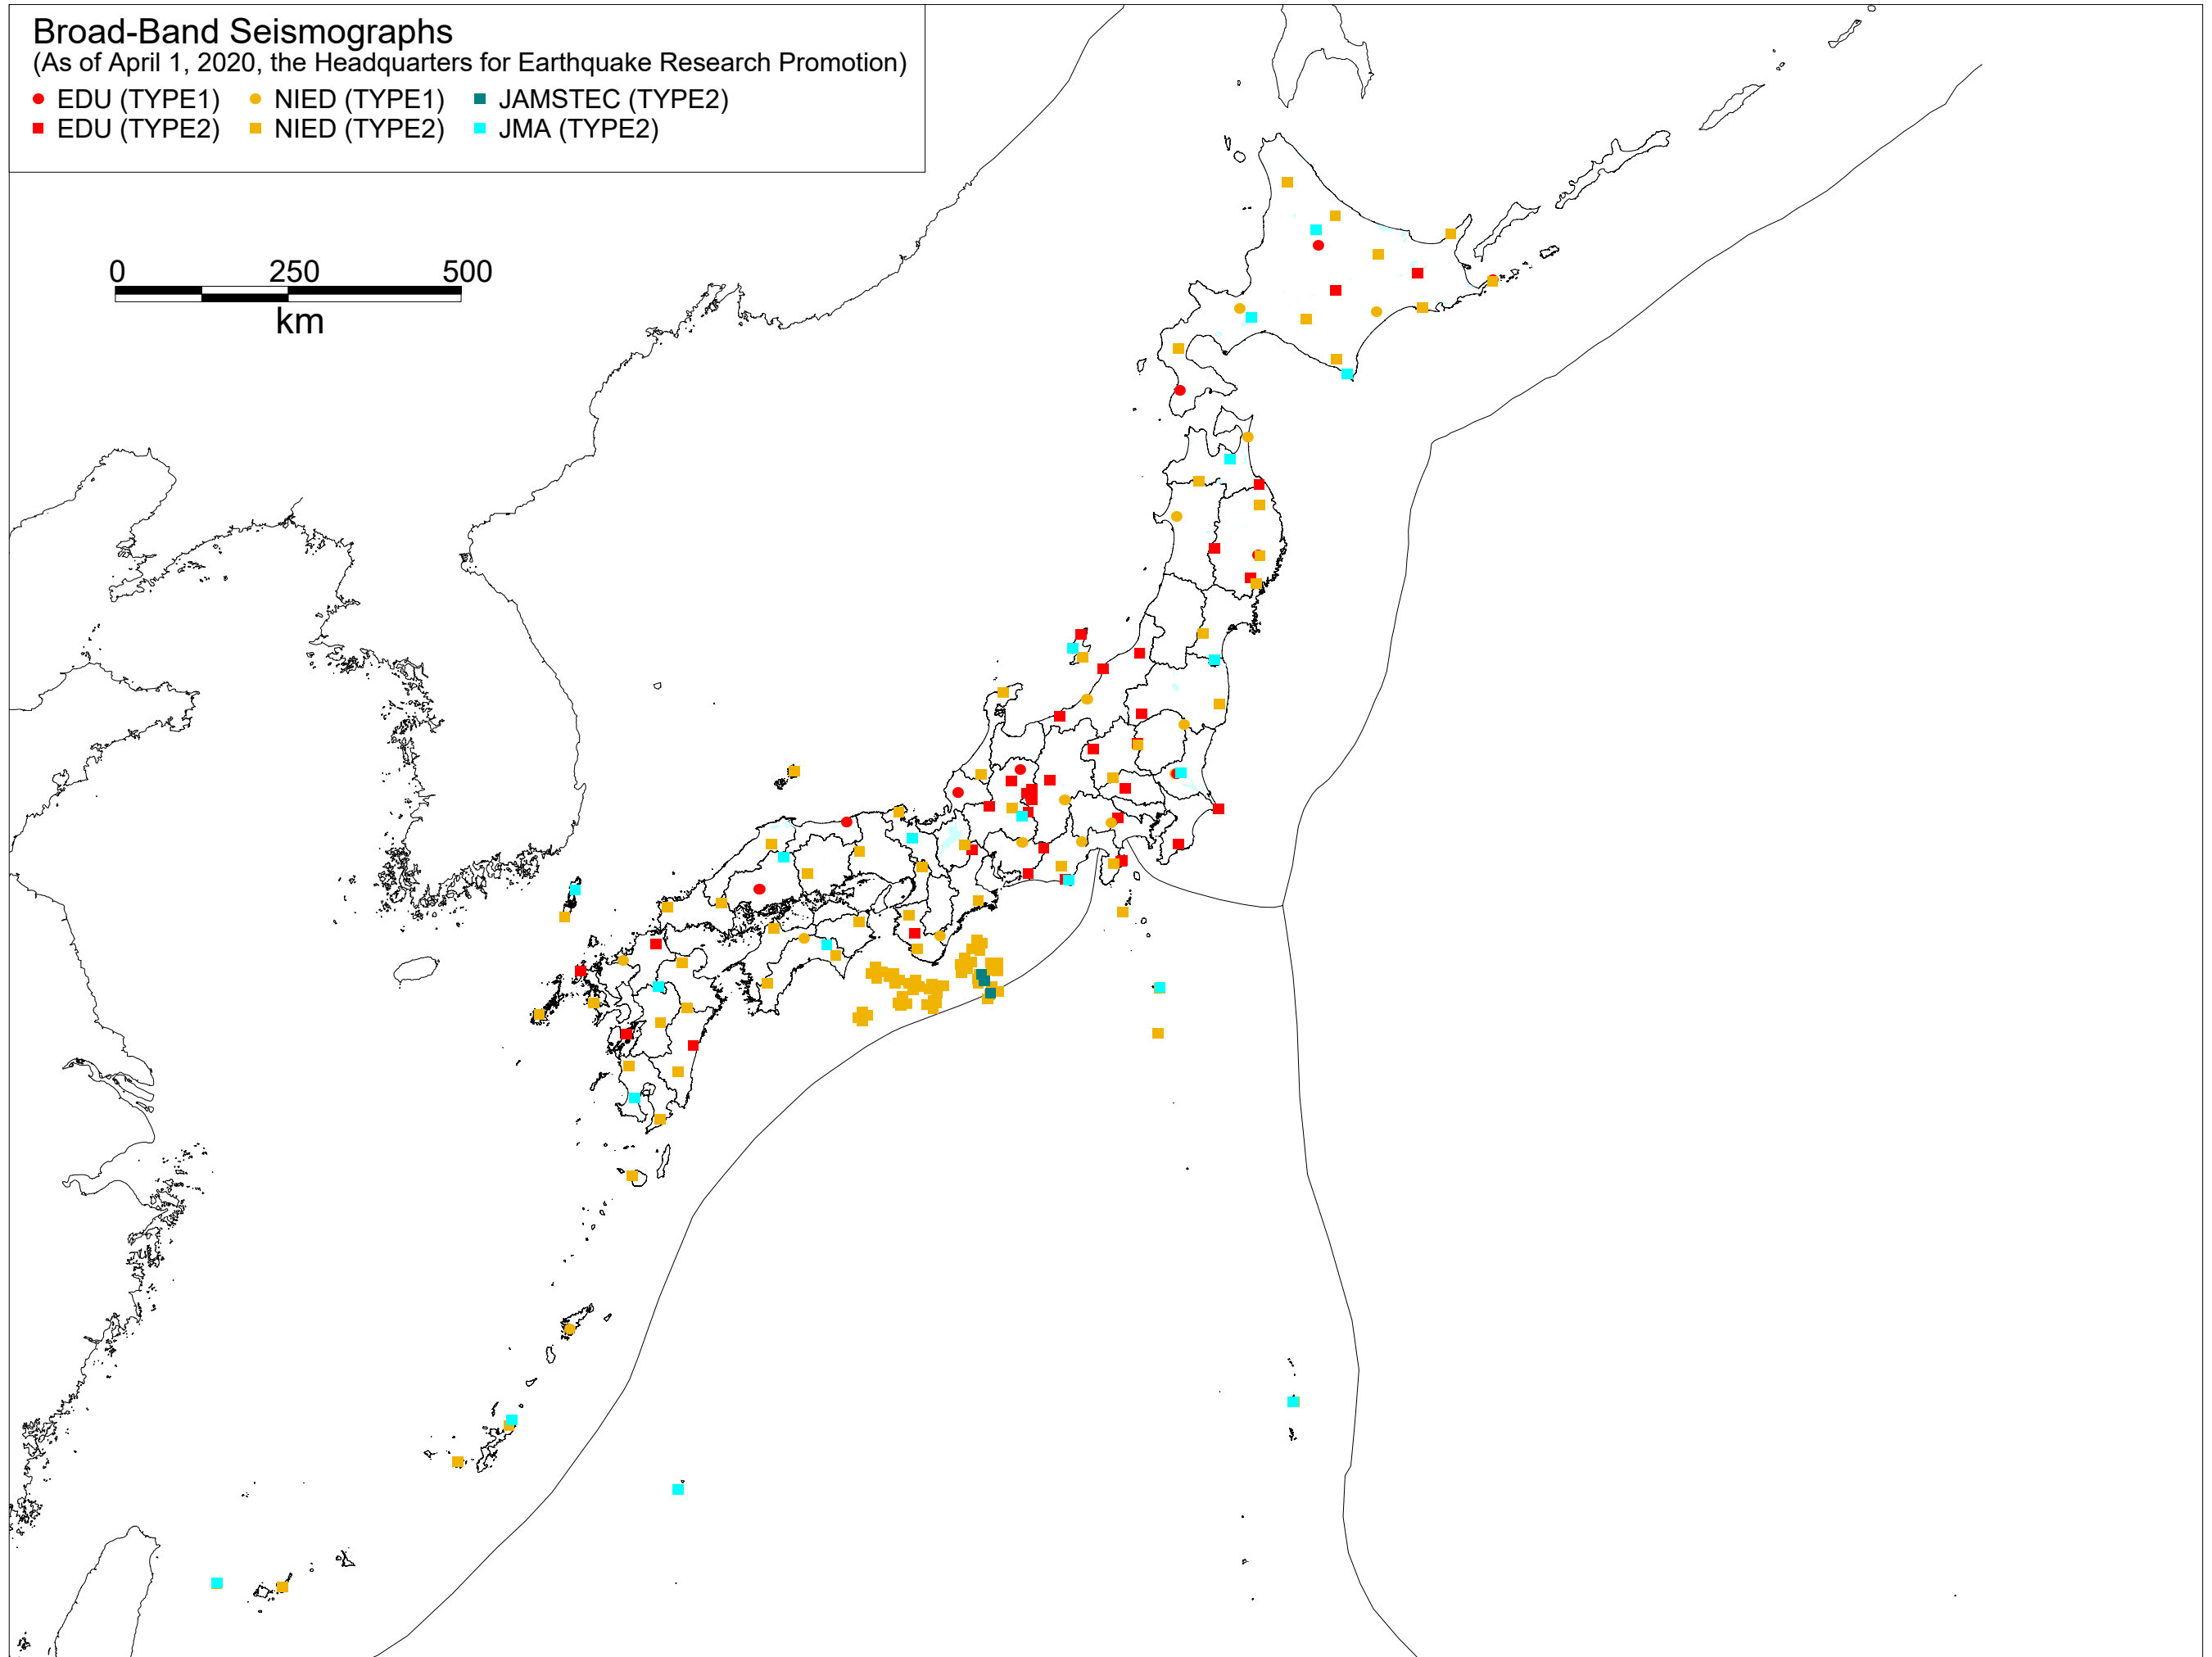 Broad-Band Seismographs
(As of April 1, 2020, the Headquarters for Earthquake Research Promotion)
EDU (TYPE1) NIED (TYPE1) JAMSTEC (TYPE2)
EDU (TYPE2) NIED (TYPE2) JMA (TYPE2)
0 250 500
km